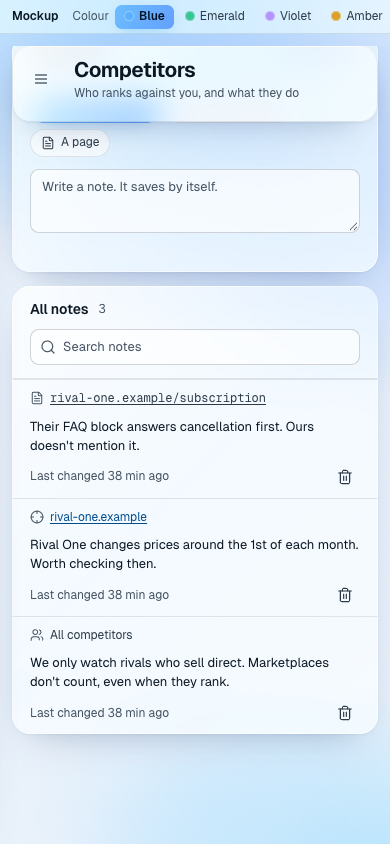 Mockup Colour Blue Emerald Violet Amber
Competitors
Who ranks against you, and what they do
A page
Write a note. It saves by itself.
All notes 3
Search notes
rival-one.example/subscription
Their FAQ block answers cancellation first. Ours
doesn't mention it.
Last changed 38 min ago
rival-one.example
Rival One changes prices around the 1st of each month.
Worth checking then.
Last changed 38 min ago
All competitors
We only watch rivals who sell direct. Marketplaces
don't count, even when they rank.
Last changed 38 min ago